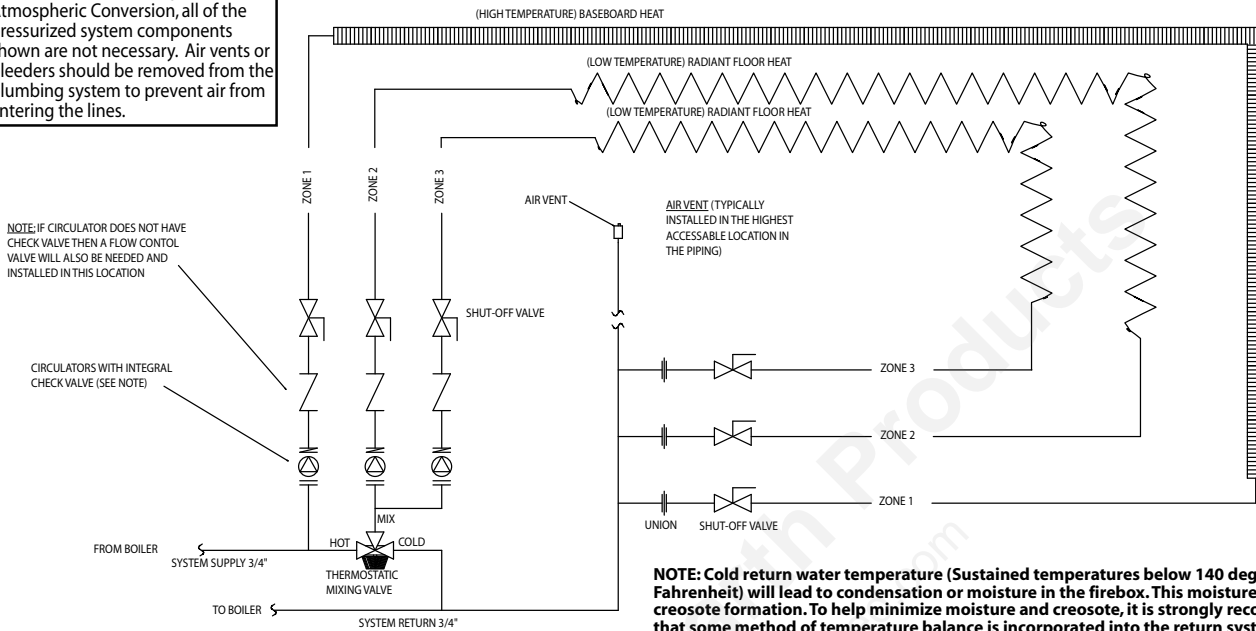 Atmospheric Conversion, all of the
pressurized system components
shown are not necessary. Air vents or
bleeders should be removed from the
plumbing system to prevent air from
entering the lines.
(HIGH TEMPERATURE) BASEBOARD HEAT
(LOW TEMPERATURE) RADIANT FLOOR HEAT
(LOW TEMPERATURE) RADIANT FLOOR HEAT
ZONE 1
ZONE 2
ZONE 3
AIR VENT
AIR VENT (TYPICALLY
INSTALLED IN THE HIGHEST
ACCESSABLE LOCATION IN
THE PIPING)
NOTE: IF CIRCULATOR DOES NOT HAVE
CHECK VALVE THEN A FLOW CONTOL
VALVE WILL ALSO BE NEEDED AND
INSTALLED IN THIS LOCATION
SHUT-OFF VALVE
CIRCULATORS WITH INTEGRAL
CHECK VALVE (SEE NOTE)
ZONE 3
ZONE 2
ZONE 1
UNION
SHUT-OFF VALVE
MIX
HOT
COLD
FROM BOILER
SYSTEM SUPPLY 3/4"
THERMOSTATIC
MIXING VALVE
TO BOILER
SYSTEM RETURN 3/4"
NOTE: Cold return water temperature (Sustained temperatures below 140 deg
Fahrenheit) will lead to condensation or moisture in the firebox. This moisture
creosote formation. To help minimize moisture and creosote, it is strongly reco
that some method of temperature balance is incorporated into the return syst
Products